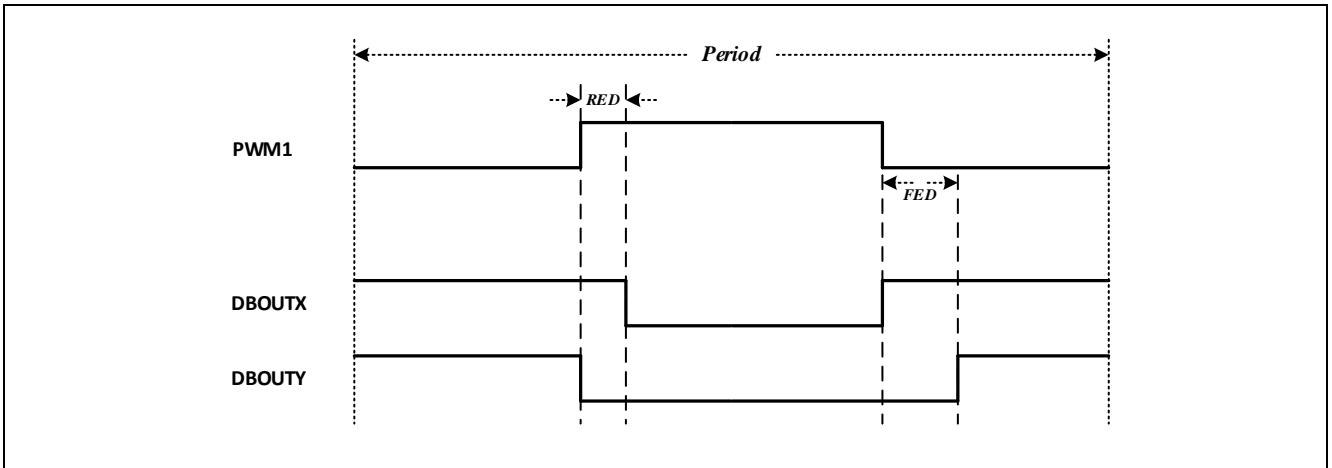 Period
RED
PWM1
FED
DBOUTX
DBOUTY